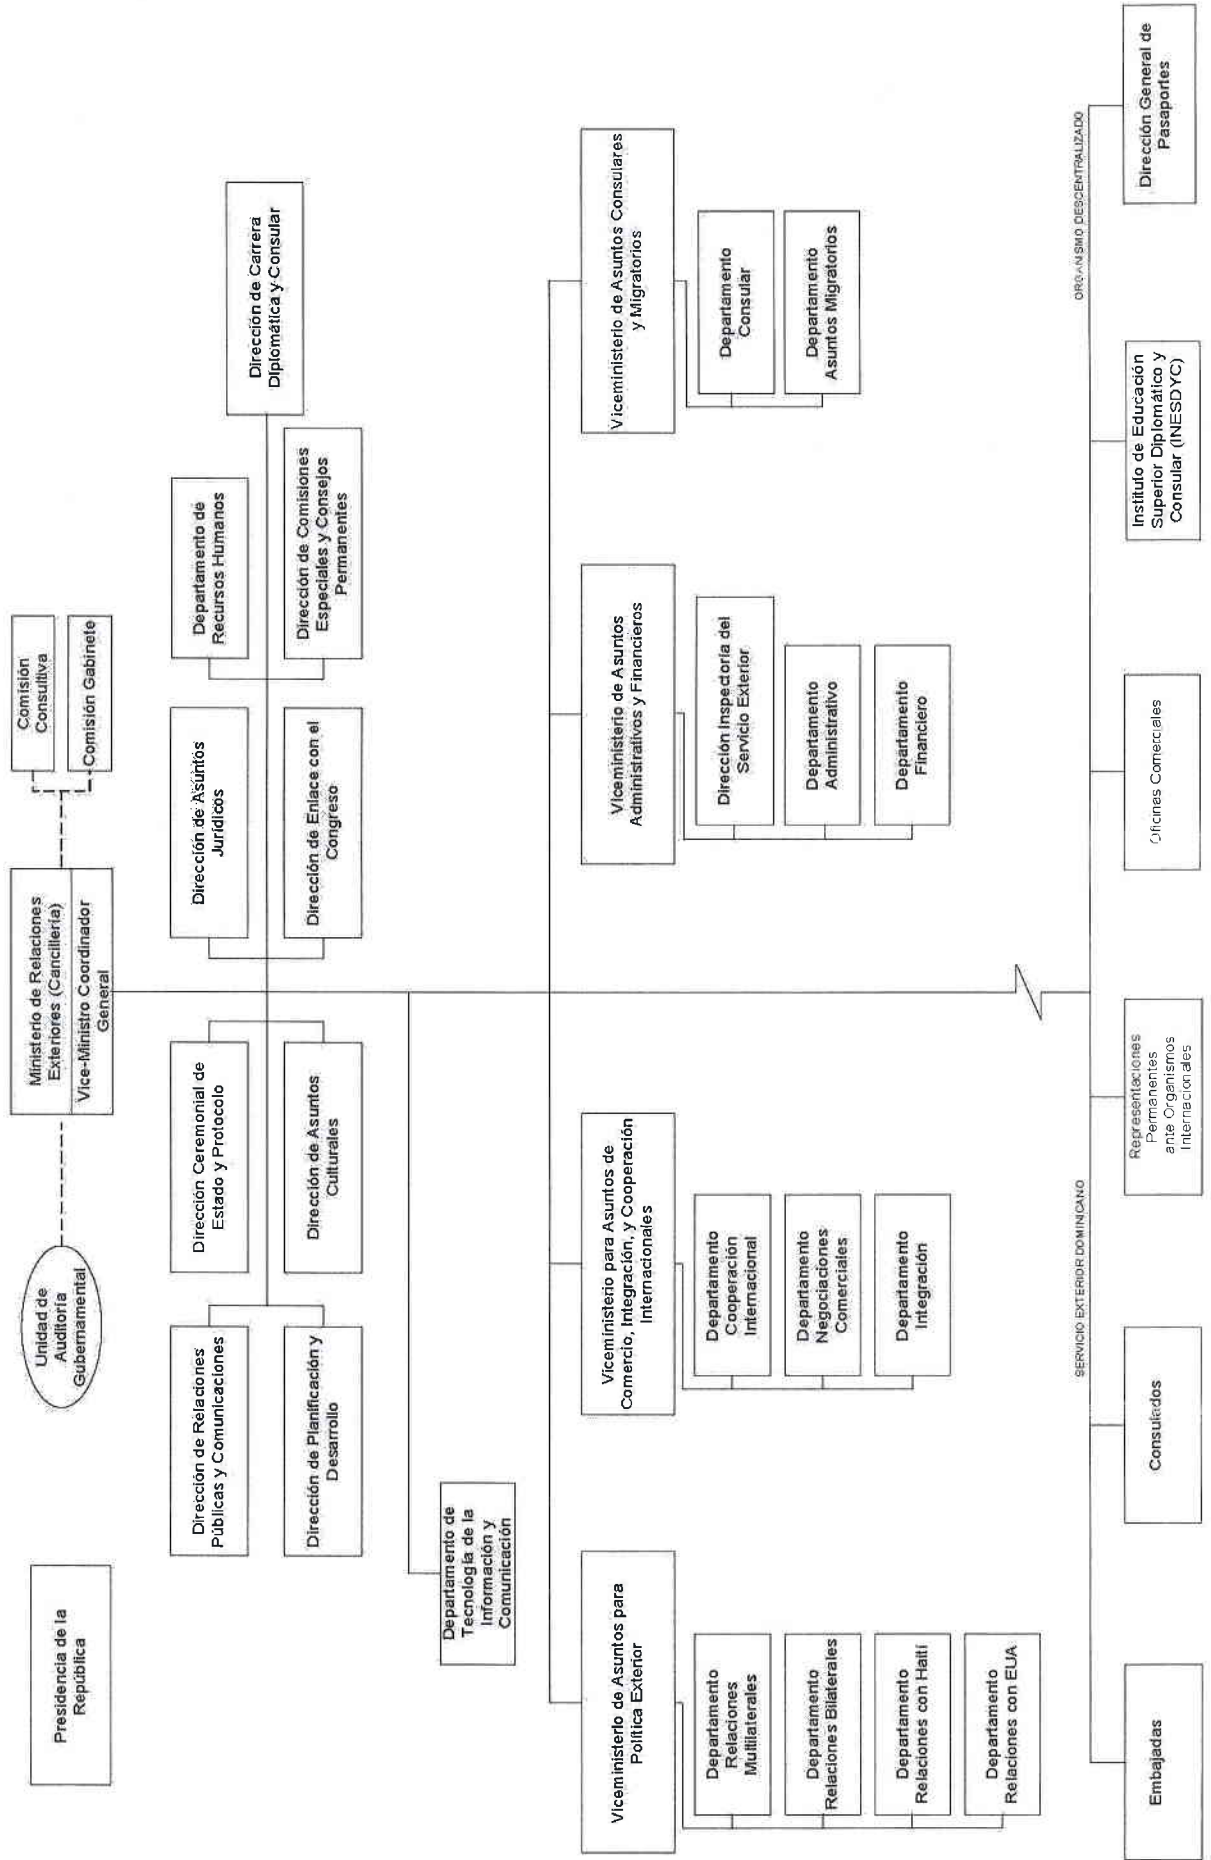 Presidencia de la
República
Unidad de
Auditoría
Gubernamental
Ministerio de Relaciones
Exteriores (Cancillería)
Vice-Ministro Coordinador
General
Comisión
Consultiva
Comisión Gabinete
Dirección de Relaciones
Públicas y Comunicaciones
Dirección Ceremonial de
Estado y Protocolo
Dirección de Asuntos
Jurídicos
Departamento de
Recursos Humanos
Dirección de Planificación y
Desarrollo
Dirección de Asuntos
Culturales
Dirección de Enlace con el
Congreso
Dirección de Comisiones
Especiales y Consejos
Permanentes
Dirección de Carrera
Diplomática y Consular
Departamento de
Tecnología de la
Información y
Comunicación
Viceministerio de Asuntos para
Política Exterior
Departamento
Relaciones
Multilaterales
Departamento
Relaciones Bilaterales
Departamento
Relaciones con Haití
Departamento
Relaciones con EUA
Viceministerio para Asuntos de
Comercio, Integración, y Cooperación
Internacionales
Departamento
Cooperación
Internacional
Departamento
Negociaciones
Comerciales
Departamento
Integración
Viceministerio de Asuntos
Administrativos y Financieros
Dirección Inspectoría del
Servicio Exterior
Departamento
Administrativo
Departamento
Financiero
Viceministerio de Asuntos Consulares
y Migratorios
Departamento
Consular
Departamento
Asuntos Migratorios
SERVICIO EXTERIOR DOMINICANO
ORGANISMO DESCENTRALIZADO
Embajadas
Consulados
Representaciones
Permanentes
ante Organismos
Internacionales
Oficinas Comerciales
Instituto de Educación
Superior Diplomático y
Consular (INESDYC)
Dirección General de
Pasaportes